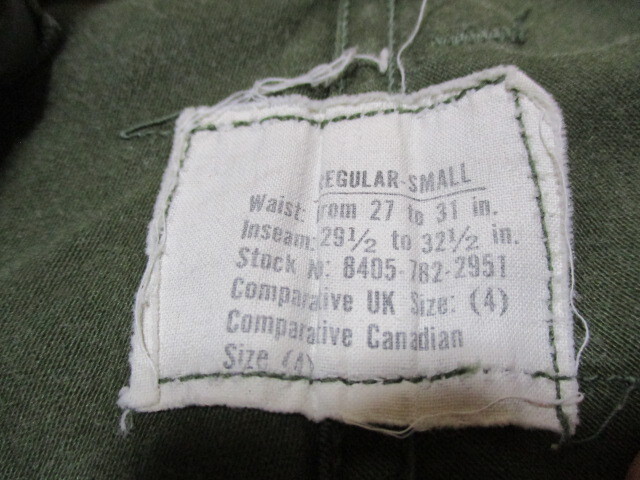 REGULAR-SMALL
Waist: from 27 to 31 in.
Inseam: 29½ to 32½ in.
Stock N: 8405-782-2951
Comparative UK Size: (4)
Comparative Canadian
Size (4)